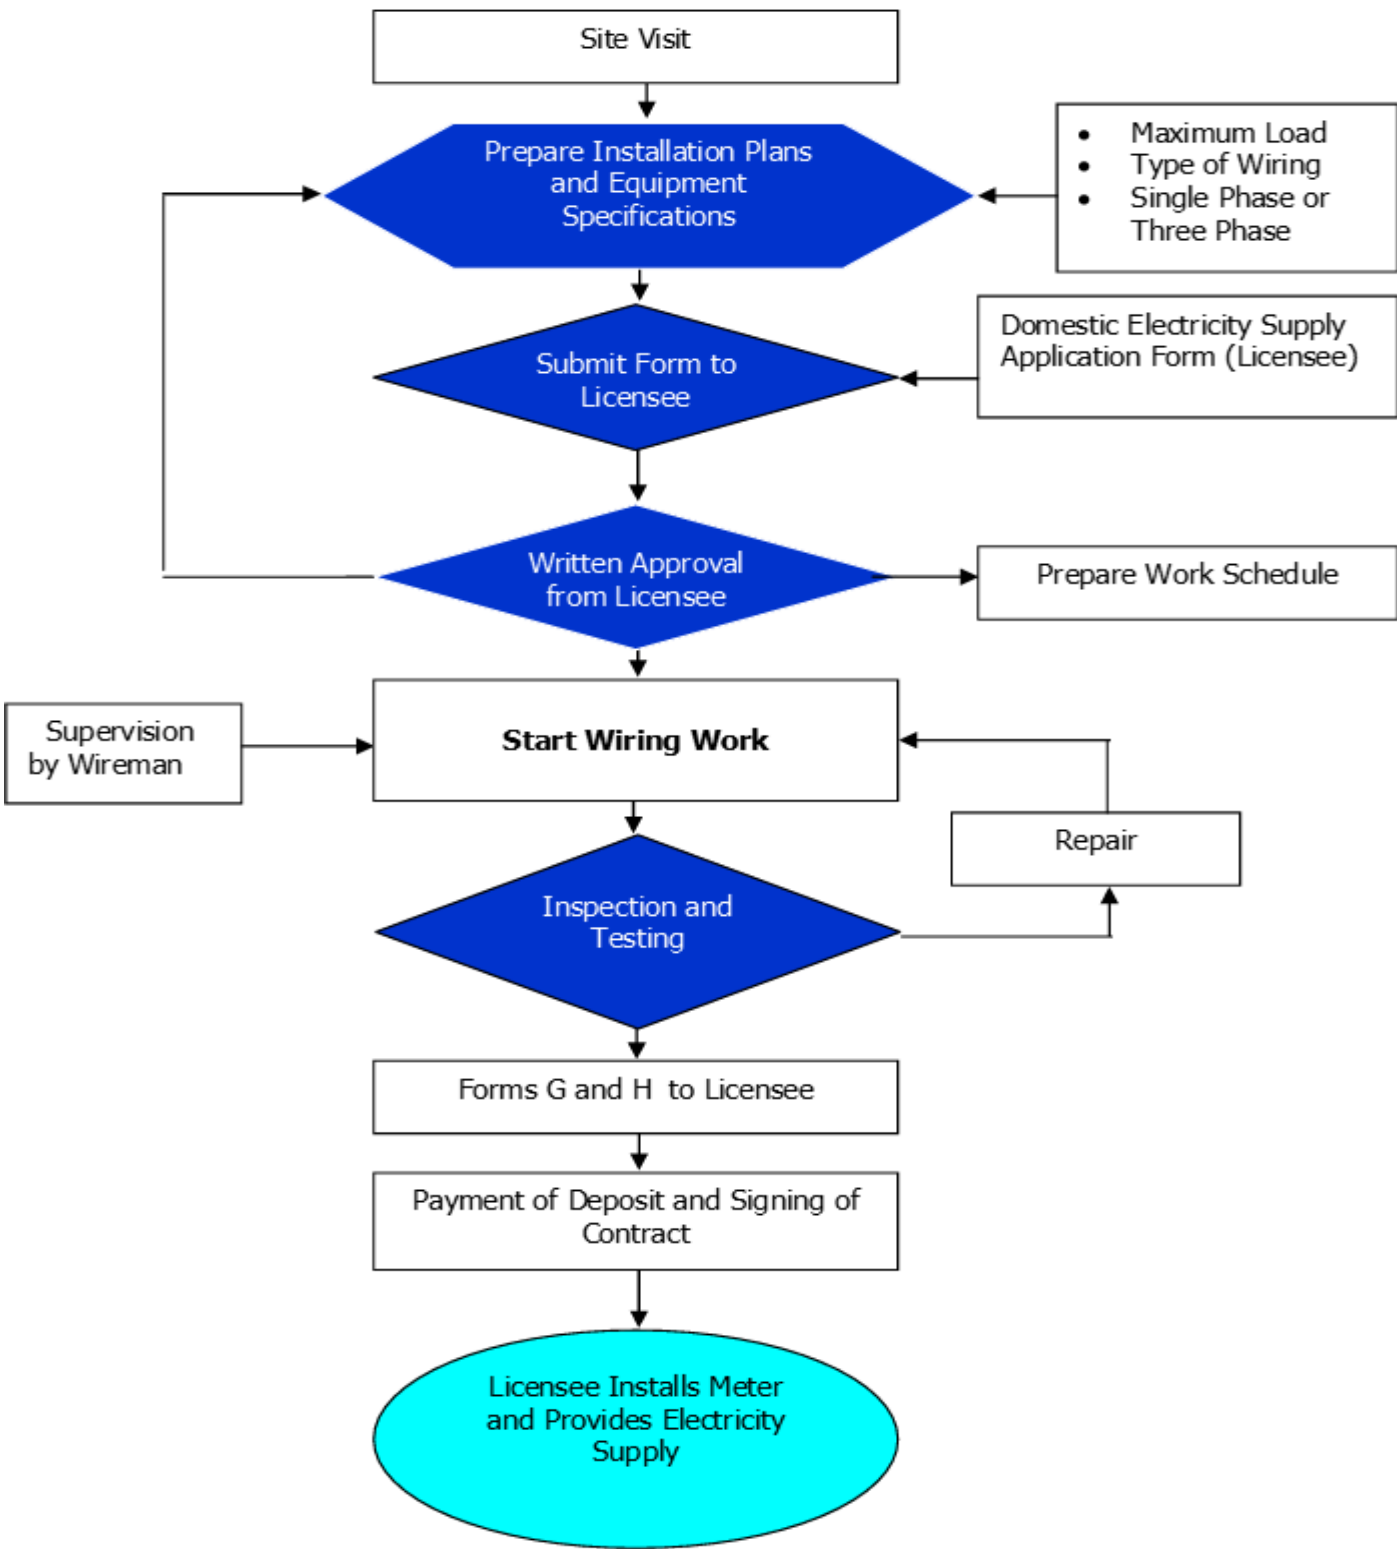 Site Visit
Prepare Installation Plans
and Equipment
Specifications
• Maximum Load
• Type of Wiring
• Single Phase or
Three Phase
Submit Form to
Licensee
Domestic Electricity Supply
Application Form (Licensee)
Written Approval
from Licensee
Prepare Work Schedule
Supervision
by Wireman
Start Wiring Work
Repair
Inspection and
Testing
Forms G and H to Licensee
Payment of Deposit and Signing of
Contract
Licensee Installs Meter
and Provides Electricity
Supply